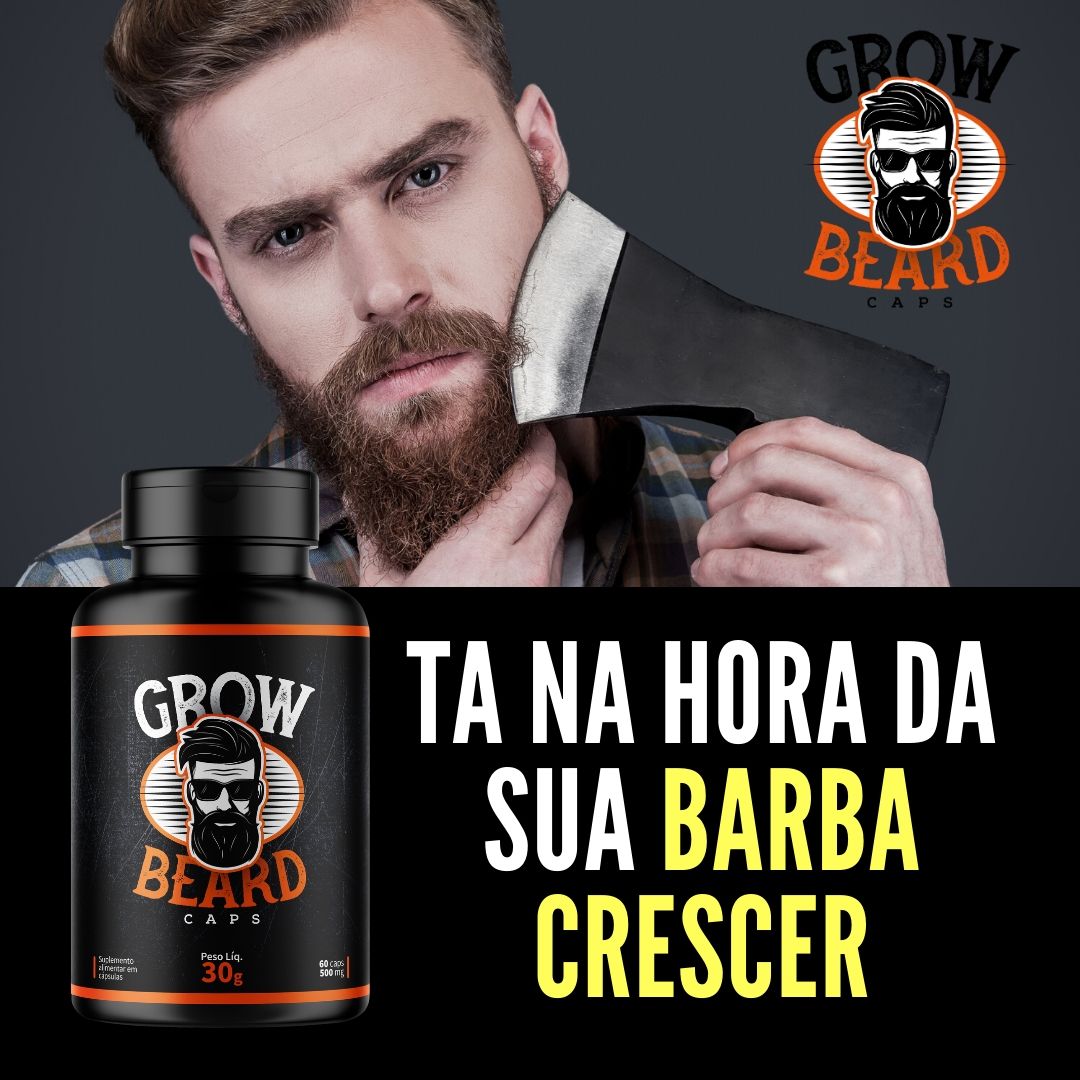 GROW
BEARD
CAPS
GROW
BEARD
CAPS
Suplemento
alimentar em
cápsulas
Peso Líq.
30g
60 caps
500 mg
TA NA HORA DA
SUA BARBA
CRESCER